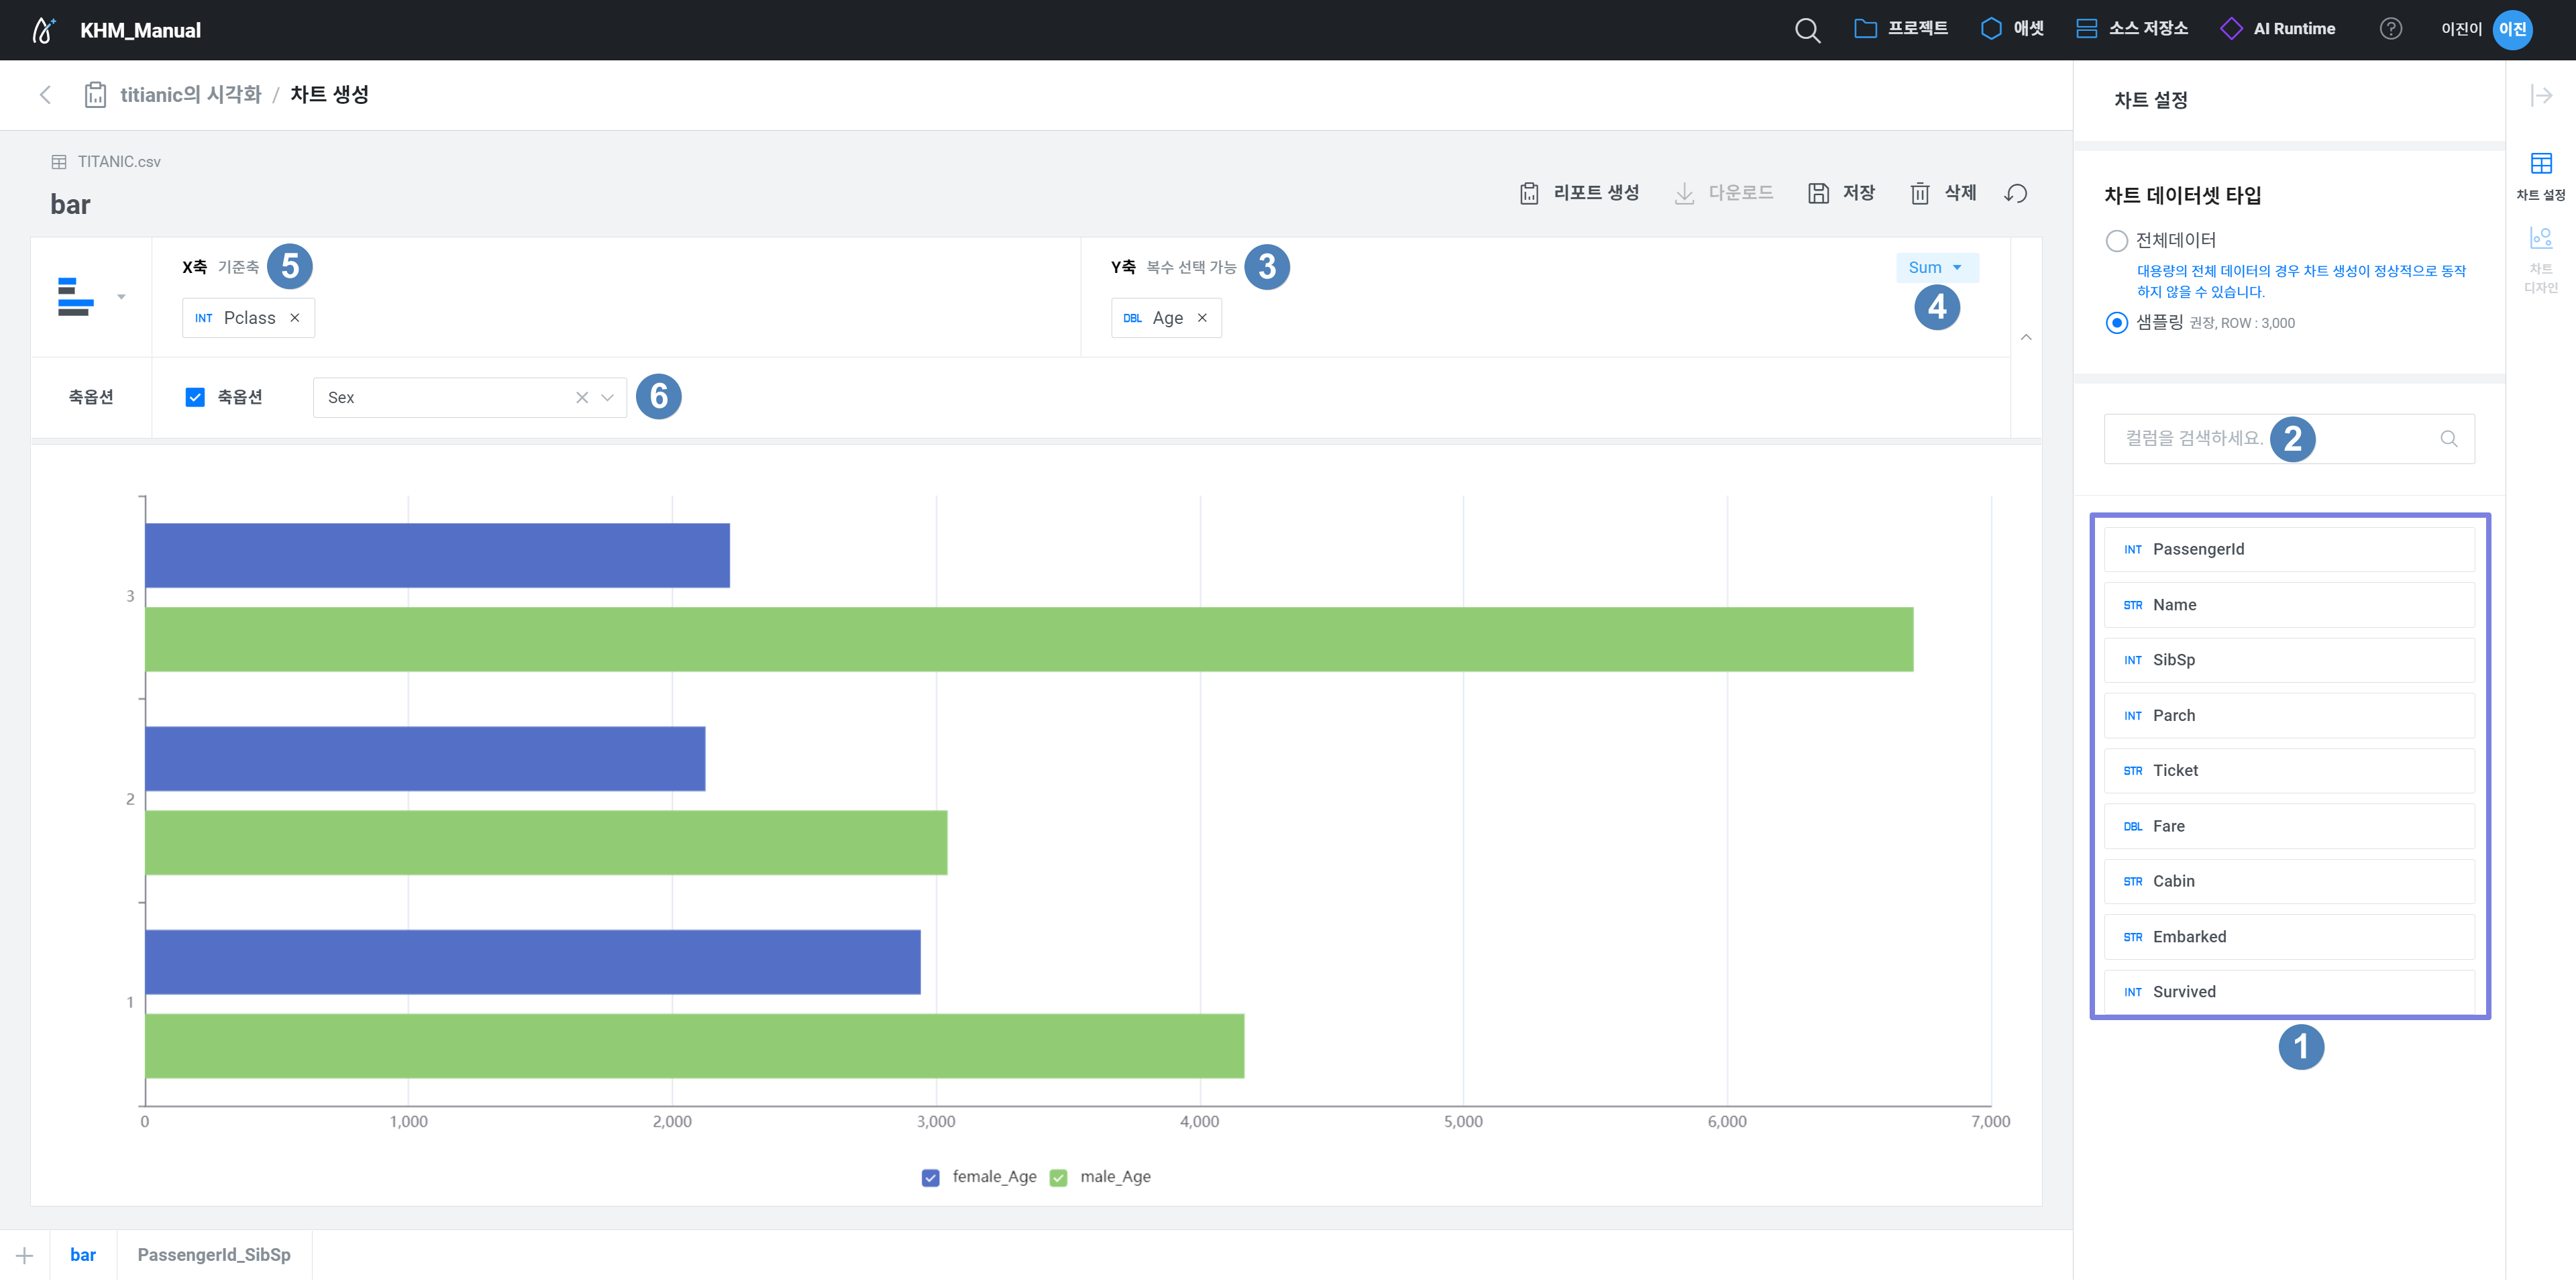 KHM_Manual
프로젝트
애셋
소스 저장소
AI Runtime
?
이진이
이진
titianic의 시각화 / 차트 생성
TITANIC.csv
bar
리포트 생성
다운로드
저장
삭제
X축 기준축 5
INT Pclass ×
Y축 복수 선택 가능 3
Sum
4
DBL Age ×
축옵션
축옵션
Sex
6
3
2
1
0 1,000 2,000 3,000 4,000 5,000 6,000 7,000
female_Age male_Age
+ bar PassengerId_SibSp
차트 설정
차트 데이터셋 타입
전체데이터
대용량의 전체 데이터의 경우 차트 생성이 정상적으로 동작
하지 않을 수 있습니다.
샘플링 권장, ROW : 3,000
컬럼을 검색하세요. 2
INT PassengerId
STR Name
INT SibSp
INT Parch
STR Ticket
DBL Fare
STR Cabin
STR Embarked
INT Survived
1
차트 설정
차트
디자인